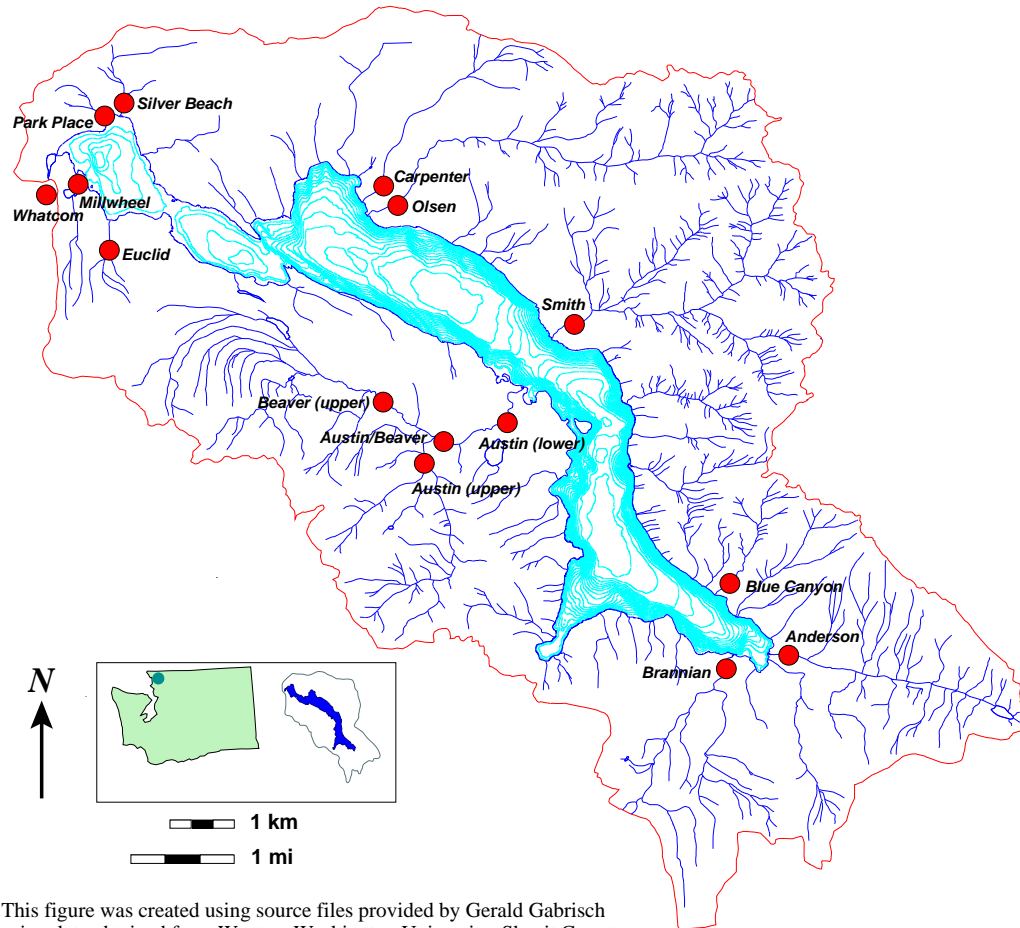 Silver Beach
Park Place
Carpenter
Millwheel
Olsen
Whatcom
Euclid
Smith
Beaver (upper)
Austin/Beaver
Austin (lower)
Austin (upper)
Blue Canyon
Anderson
Brannian
N
1 km
1 mi
This figure was created using source files provided by Gerald Gabrisch